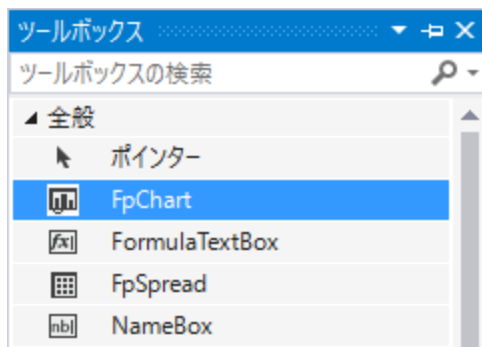 ツールボックス
ツールボックスの検索
全般
ポインター
FpChart
FormulaTextBox
FpSpread
NameBox